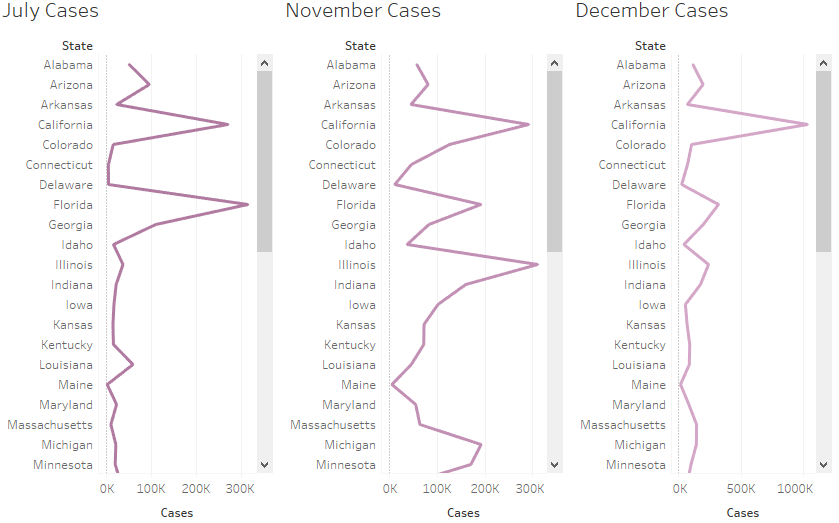 July Cases
State
Alabama
Arizona
Arkansas
California
Colorado
Connecticut
Delaware
Florida
Georgia
Idaho
Illinois
Indiana
Iowa
Kansas
Kentucky
Louisiana
Maine
Maryland
Massachusetts
Michigan
Minnesota
0K 100K 200K 300K
Cases
November Cases
State
Alabama
Arizona
Arkansas
California
Colorado
Connecticut
Delaware
Florida
Georgia
Idaho
Illinois
Indiana
Iowa
Kansas
Kentucky
Louisiana
Maine
Maryland
Massachusetts
Michigan
Minnesota
0K 100K 200K 300K
Cases
December Cases
State
Alabama
Arizona
Arkansas
California
Colorado
Connecticut
Delaware
Florida
Georgia
Idaho
Illinois
Indiana
Iowa
Kansas
Kentucky
Louisiana
Maine
Maryland
Massachusetts
Michigan
Minnesota
0K 500K 1000K
Cases